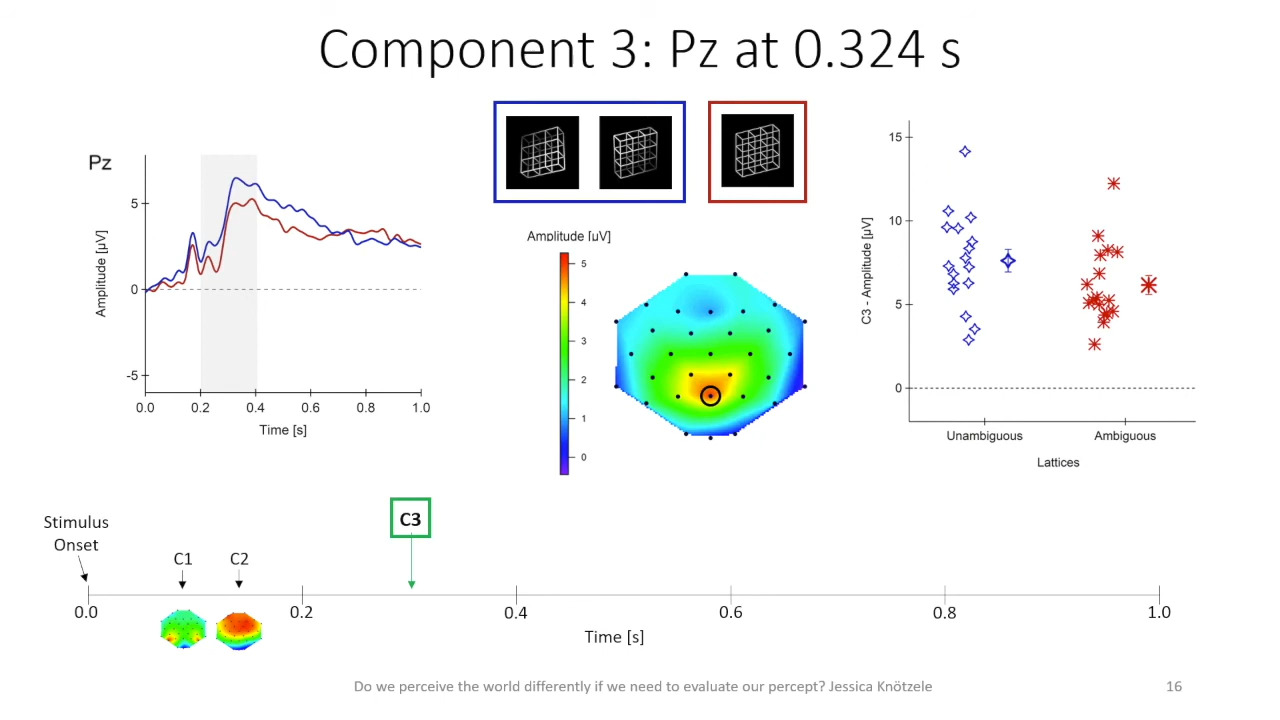 Component 3: Pz at 0.324 s
Pz
5
0
-5
Amplitude [µV]
0.0 0.2 0.4 0.6 0.8 1.0
Time [s]
Amplitude [µV]
5
4
3
2
1
0
15
10
5
0
C3 - Amplitude [µV]
Unambiguous Ambiguous
Lattices
Stimulus
Onset
C1
C2
C3
0.0 0.2 0.4 0.6 0.8 1.0
Time [s]
Do we perceive the world differently if we need to evaluate our percept? Jessica Knötzele
16